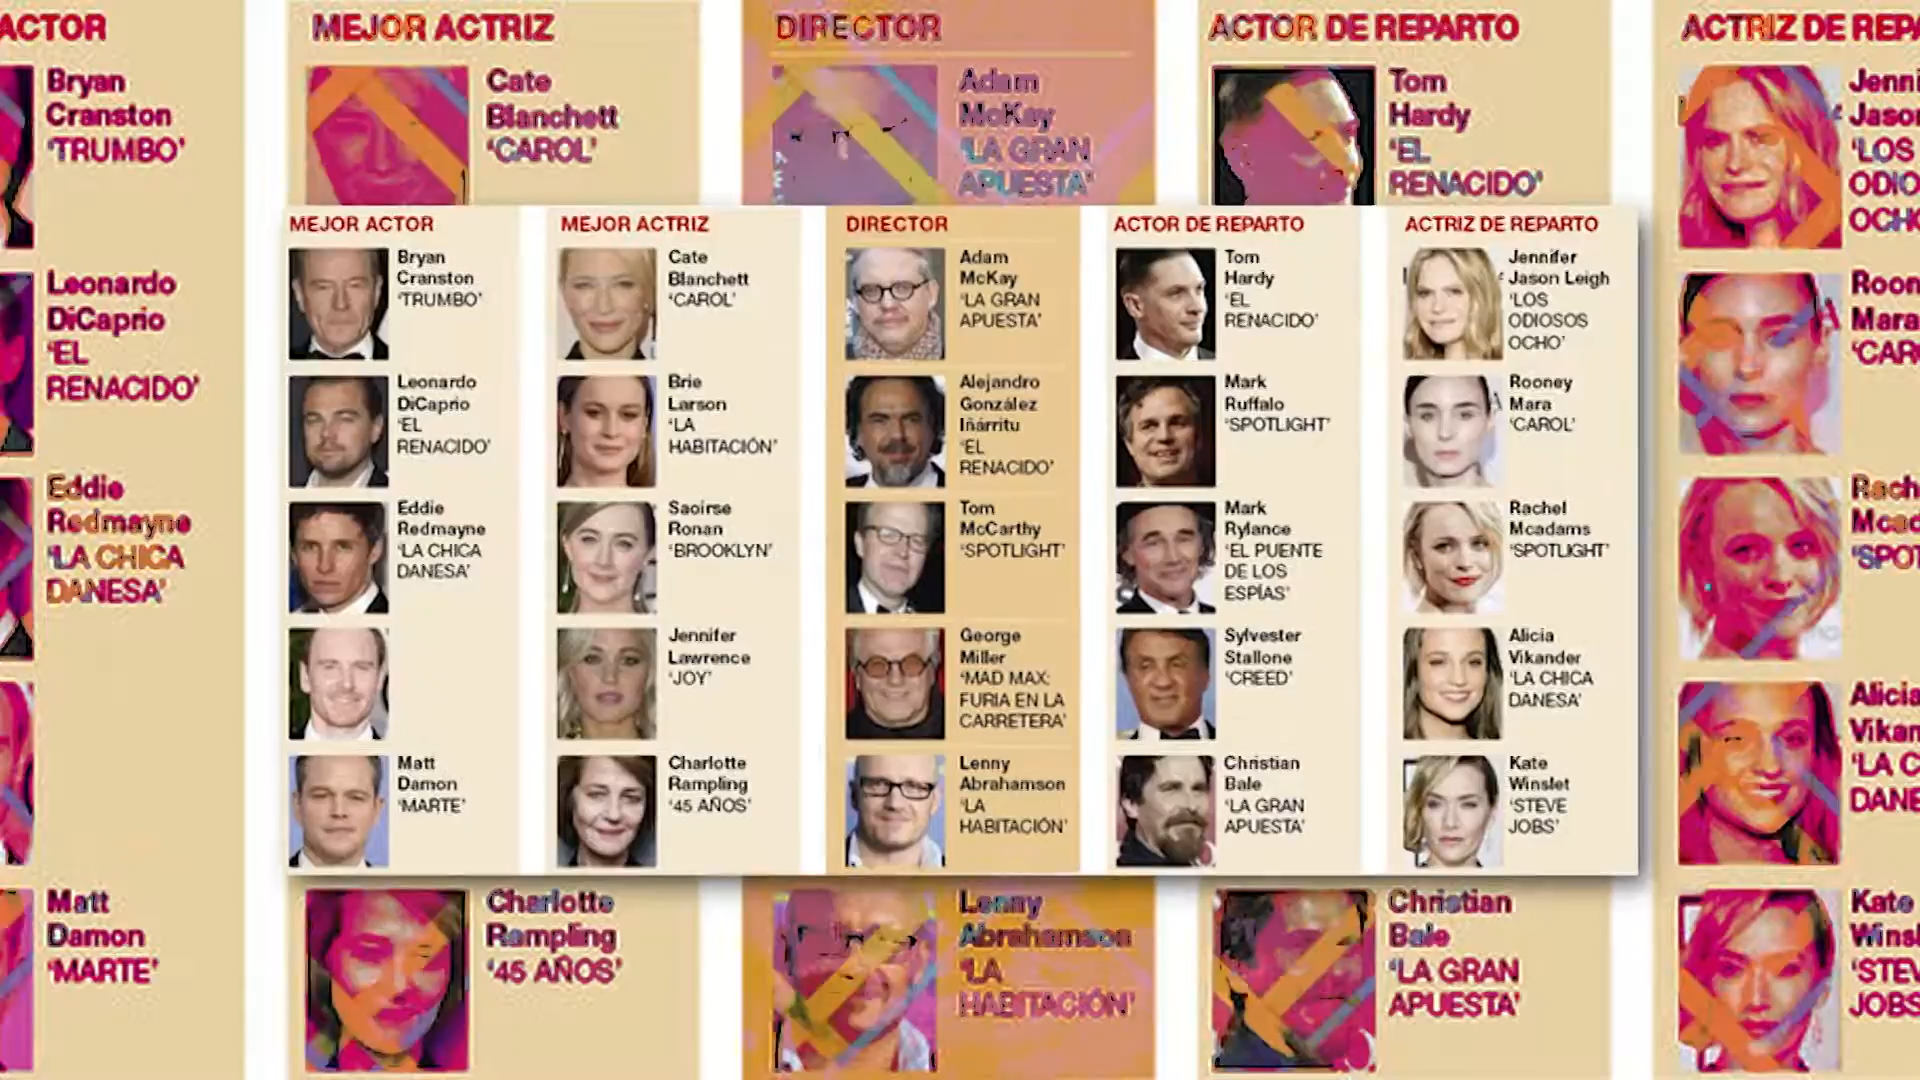 ACTOR
Bryan
Cranston
‘TRUMBO’
Leonardo
DiCaprio
‘EL
RENACIDO’
Eddie
Redmayne
‘LA CHICA
DANESA’
Matt
Damon
‘MARTE’
MEJOR ACTRIZ
Cate
Blanchett
‘CAROL’
DIRECTOR
Adam
McKay
‘LA GRAN
APUESTA’
ACTOR DE REPARTO
Tom
Hardy
‘EL
RENACIDO’
MEJOR ACTOR
Bryan
Cranston
‘TRUMBO’
Leonardo
DiCaprio
‘EL
RENACIDO’
Eddie
Redmayne
‘LA CHICA
DANESA’
Matt
Damon
‘MARTE’
MEJOR ACTRIZ
Cate
Blanchett
‘CAROL’
Brie
Larson
‘LA
HABITACIÓN’
Saoirse
Ronan
‘BROOKLYN’
Jennifer
Lawrence
‘JOY’
Charlotte
Rampling
‘45 AÑOS’
DIRECTOR
Adam
McKay
‘LA GRAN
APUESTA’
Alejandro
González
Iñárritu
‘EL
RENACIDO’
Tom
McCarthy
‘SPOTLIGHT’
George
Miller
‘MAD MAX:
FURIA EN LA
CARRETERA’
Lenny
Abrahamson
‘LA
HABITACIÓN’
ACTOR DE REPARTO
Tom
Hardy
‘EL
RENACIDO’
Mark
Ruffalo
‘SPOTLIGHT’
Mark
Rylance
‘EL PUENTE
DE LOS
ESPÍAS’
Sylvester
Stallone
‘CREED’
Christian
Bale
‘LA GRAN
APUESTA’
ACTRIZ DE REPARTO
Jennifer
Jason Leigh
‘LOS
ODIOSOS
OCHO’
Rooney
Mara
‘CAROL’
Rachel
Mcadams
‘SPOTLIGHT’
Alicia
Vikander
‘LA CHICA
DANESA’
Kate
Winslet
‘STEVE
JOBS’
Charlotte
Rampling
‘45 AÑOS’
Lenny
Abrahamson
‘LA
HABITACIÓN’
Christian
Bale
‘LA GRAN
APUESTA’
ACTRIZ DE
‘LOS
Mara
Alicia
Kate
JOBS